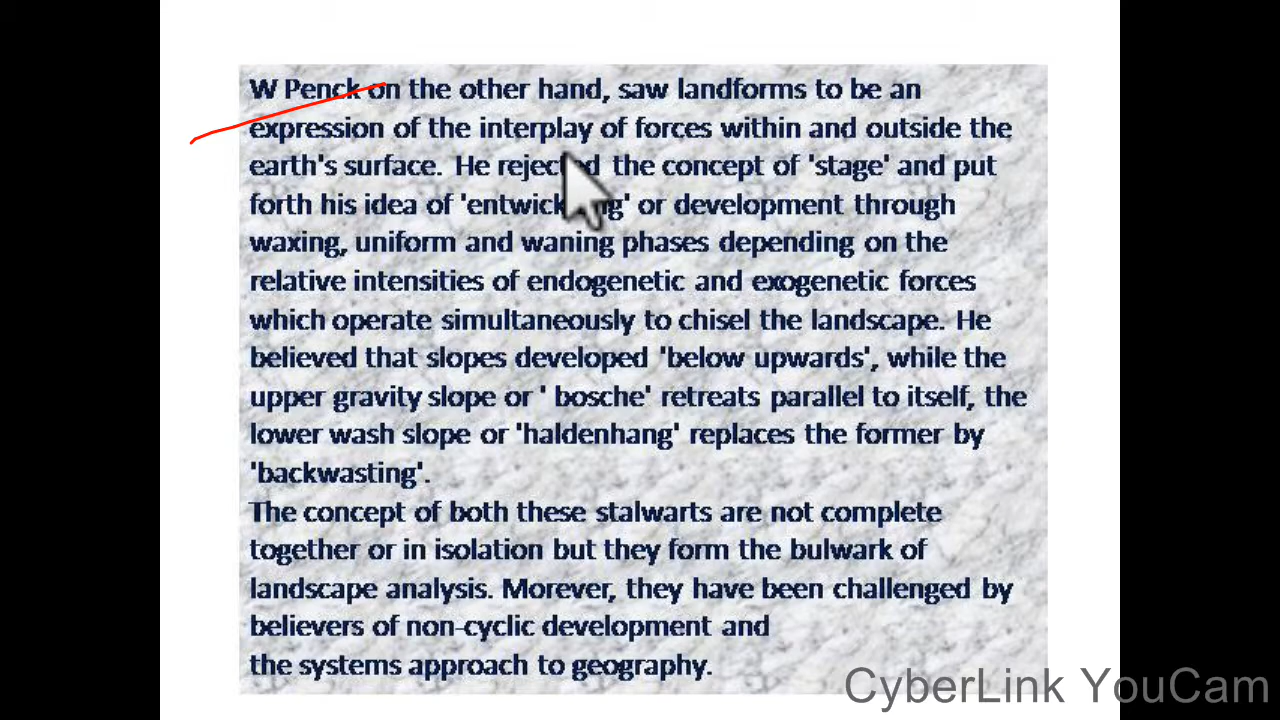 W Penck on the other hand, saw landforms to be an
expression of the interplay of forces within and outside the
earth's surface. He rejected the concept of 'stage' and put
forth his idea of 'entwickling' or development through
waxing, uniform and waning phases depending on the
relative intensities of endogenetic and exogenetic forces
which operate simultaneously to chisel the landscape. He
believed that slopes developed 'below upwards', while the
upper gravity slope or ' bosche' retreats parallel to itself, the
lower wash slope or 'haldenhang' replaces the former by
'backwasting'.
The concept of both these stalwarts are not complete
together or in isolation but they form the bulwark of
landscape analysis. Morever, they have been challenged by
believers of non-cyclic development and
the systems approach to geography.
CyberLink YouCam